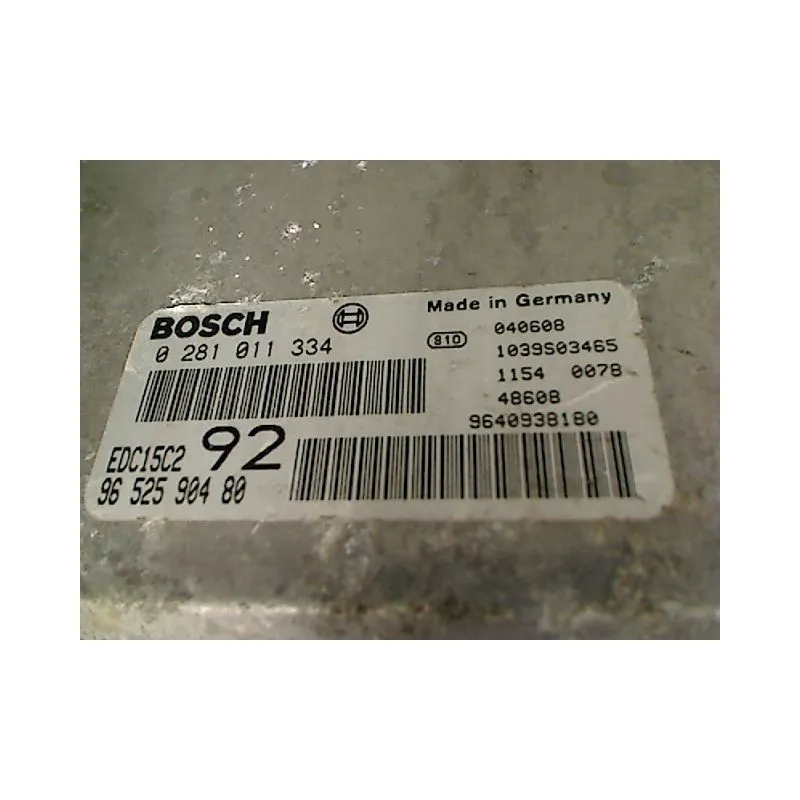 BOSCH
0 281 011 334
Made in Germany
810
040608
1039S03465
1154 0078
48608
9640938180
EDC15C2 92
96 525 904 80